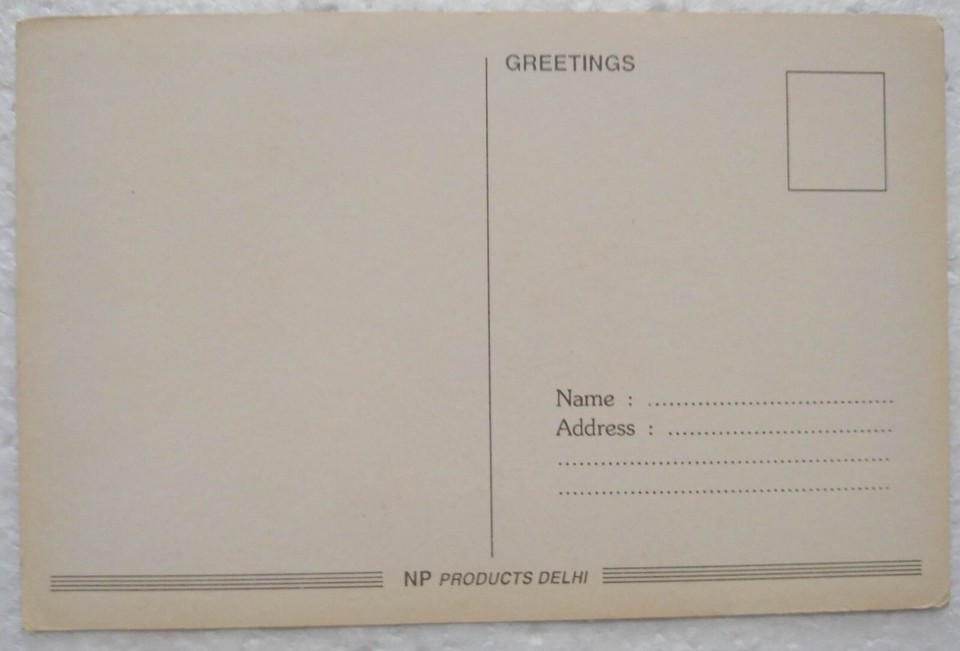 GREETINGS
Name : ..................................
Address : ...............................
..............................................
..............................................
NP PRODUCTS DELHI